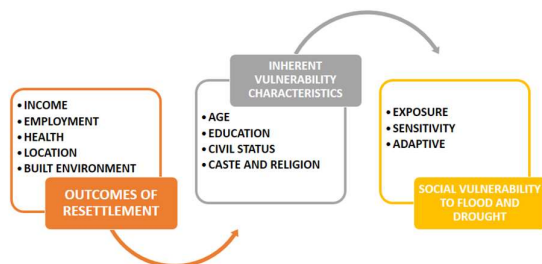 • INCOME
• EMPLOYMENT
• HEALTH
• LOCATION
• BUILT ENVIRONMENT
OUTCOMES OF
RESETTLEMENT
INHERENT
VULNERABILITY
CHARACTERISTICS
• AGE
• EDUCATION
• CIVIL STATUS
• CASTE AND RELIGION
• EXPOSURE
• SENSITIVITY
• ADAPTIVE
SOCIAL VULNERABILITY
TO FLOOD AND
DROUGHT